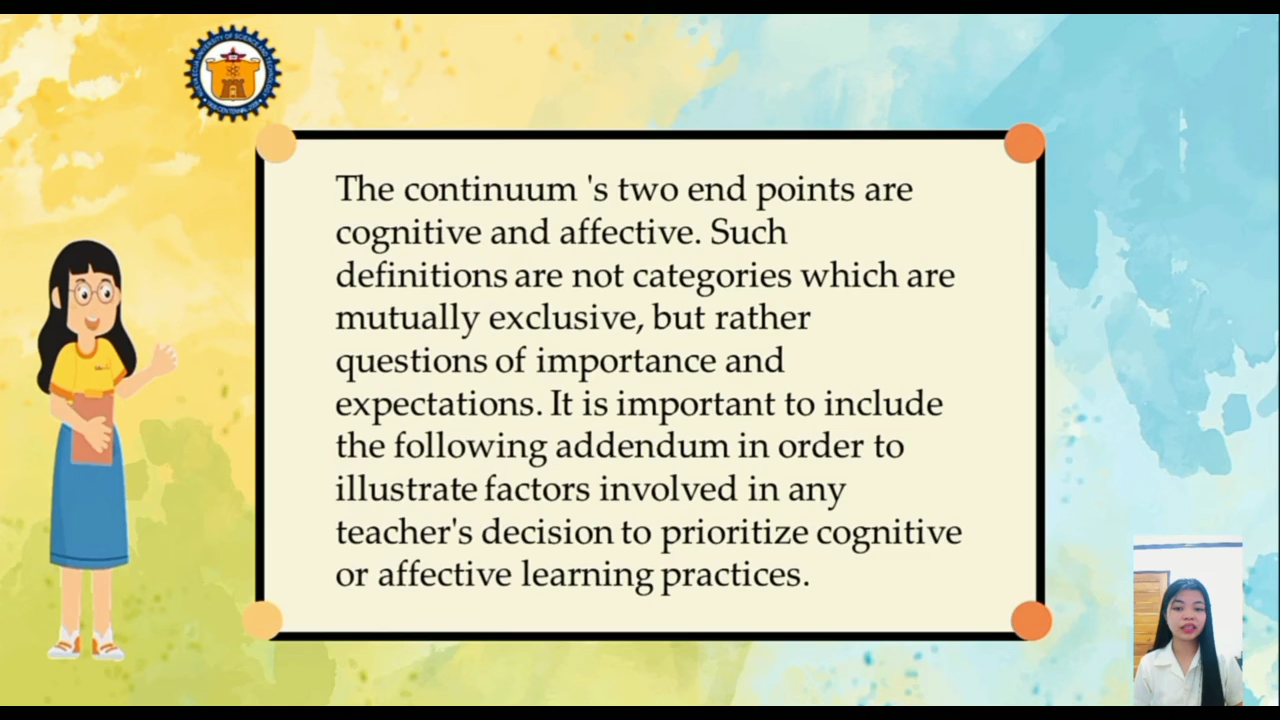 The continuum 's two end points are
cognitive and affective. Such
definitions are not categories which are
mutually exclusive, but rather
questions of importance and
expectations. It is important to include
the following addendum in order to
illustrate factors involved in any
teacher's decision to prioritize cognitive
or affective learning practices.